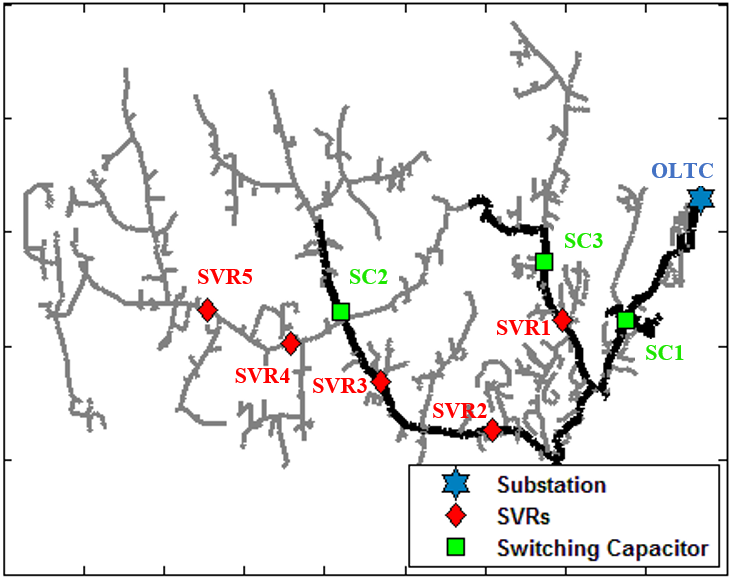 OLTC
SC3
SVR5
SC2
SVR1
SC1
SVR4
SVR3
SVR2
Substation
SVRs
Switching Capacitor